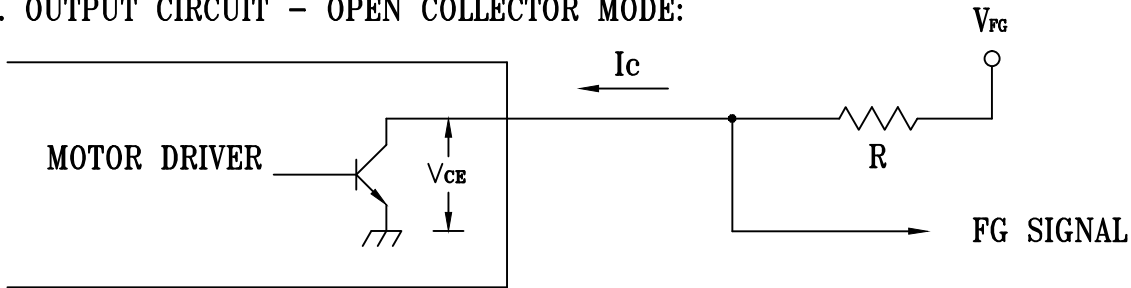 . OUTPUT CIRCUIT – OPEN COLLECTOR MODE:
VFG
Ic
MOTOR DRIVER
VCE
R
FG SIGNAL